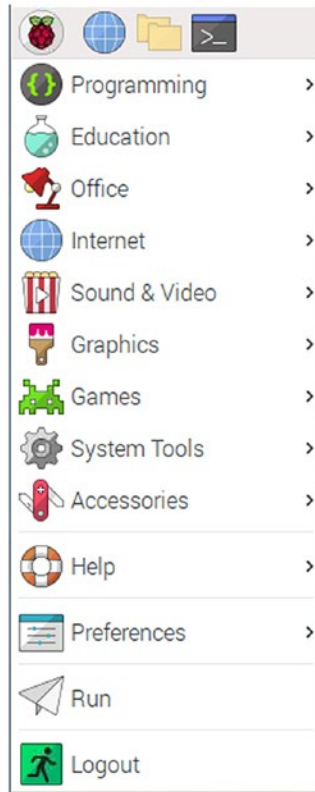 >_
Programming
Education
Office
Internet
Sound & Video
Graphics
Games
System Tools
Accessories
Help
Preferences
Run
Logout